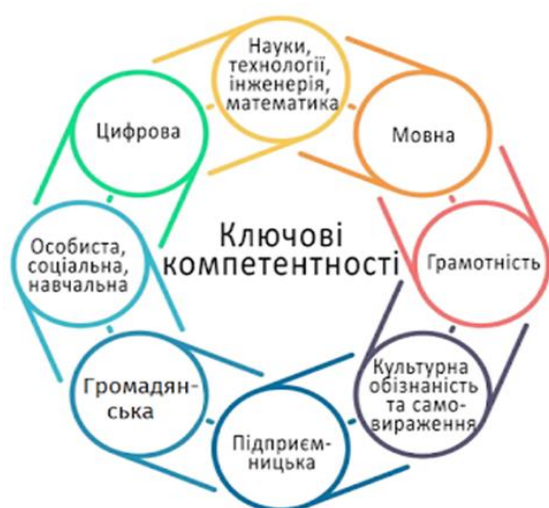 Науки,
технології,
інженерія,
математика
Цифрова
Мовна
Особиста,
соціальна,
навчальна
Ключові
компетентності
Грамотність
Громадян-
ська
Культурна
обізнаність
та само-
вираження
Підприєм-
ницька